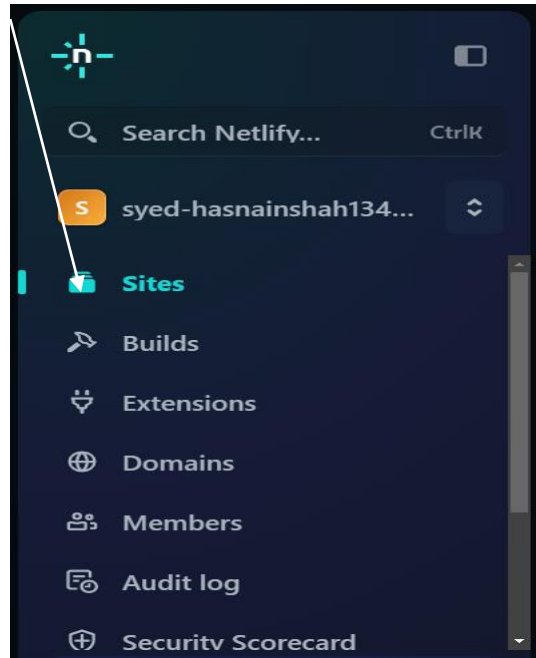 n
Search Netlify... CtrlK
S syed-hasnainshah134...
Sites
Builds
Extensions
Domains
Members
Audit log
Security Scorecard